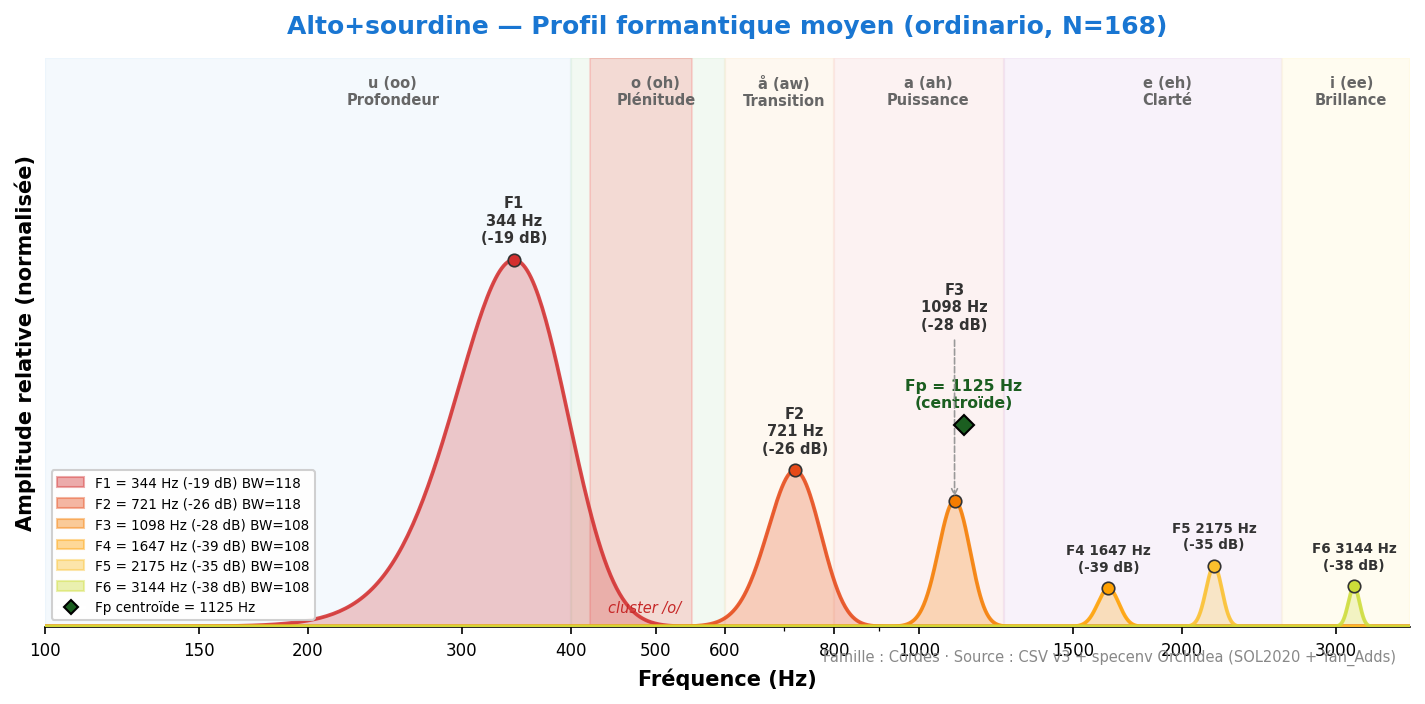 Alto+sourdine — Profil formantique moyen (ordinario, N=168)
u (oo)
Profondeur
o (oh)
Plénitude
å (aw)
Transition
a (ah)
Puissance
e (eh)
Clarté
i (ee)
Brillance
Amplitude relative (normalisée)
F1
344 Hz
(-19 dB)
F2
721 Hz
(-26 dB)
F3
1098 Hz
(-28 dB)
Fp = 1125 Hz
(centroïde)
F4 1647 Hz
(-39 dB)
F5 2175 Hz
(-35 dB)
F6 3144 Hz
(-38 dB)
cluster /o/
F1 = 344 Hz (-19 dB) BW=118
F2 = 721 Hz (-26 dB) BW=118
F3 = 1098 Hz (-28 dB) BW=108
F4 = 1647 Hz (-39 dB) BW=108
F5 = 2175 Hz (-35 dB) BW=108
F6 = 3144 Hz (-38 dB) BW=108
Fp centroïde = 1125 Hz
100 150 200 300 400 500 600 800 1000 1500 2000 3000
Famille : Cordes · Source : CSV v3 + specenv Orchidea (SOL2020 + Yan_Adds)
Fréquence (Hz)